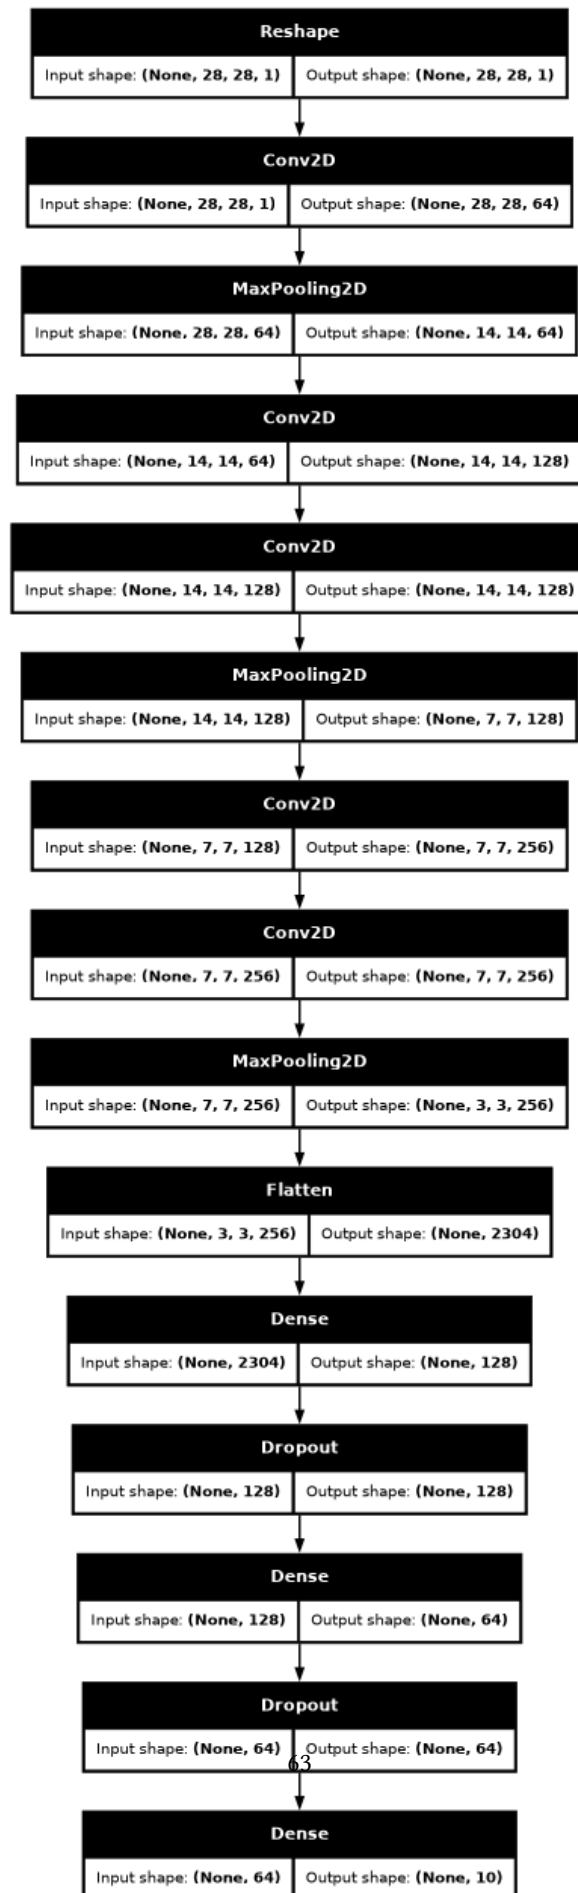 Reshape
Input shape: (None, 28, 28, 1) Output shape: (None, 28, 28, 1)
Conv2D
Input shape: (None, 28, 28, 1) Output shape: (None, 28, 28, 64)
MaxPooling2D
Input shape: (None, 28, 28, 64) Output shape: (None, 14, 14, 64)
Conv2D
Input shape: (None, 14, 14, 64) Output shape: (None, 14, 14, 128)
Conv2D
Input shape: (None, 14, 14, 128) Output shape: (None, 14, 14, 128)
MaxPooling2D
Input shape: (None, 14, 14, 128) Output shape: (None, 7, 7, 128)
Conv2D
Input shape: (None, 7, 7, 128) Output shape: (None, 7, 7, 256)
Conv2D
Input shape: (None, 7, 7, 256) Output shape: (None, 7, 7, 256)
MaxPooling2D
Input shape: (None, 7, 7, 256) Output shape: (None, 3, 3, 256)
Flatten
Input shape: (None, 3, 3, 256) Output shape: (None, 2304)
Dense
Input shape: (None, 2304) Output shape: (None, 128)
Dropout
Input shape: (None, 128) Output shape: (None, 128)
Dense
Input shape: (None, 128) Output shape: (None, 64)
Dropout
Input shape: (None, 64) Output shape: (None, 64)
63
Dense
Input shape: (None, 64) Output shape: (None, 10)